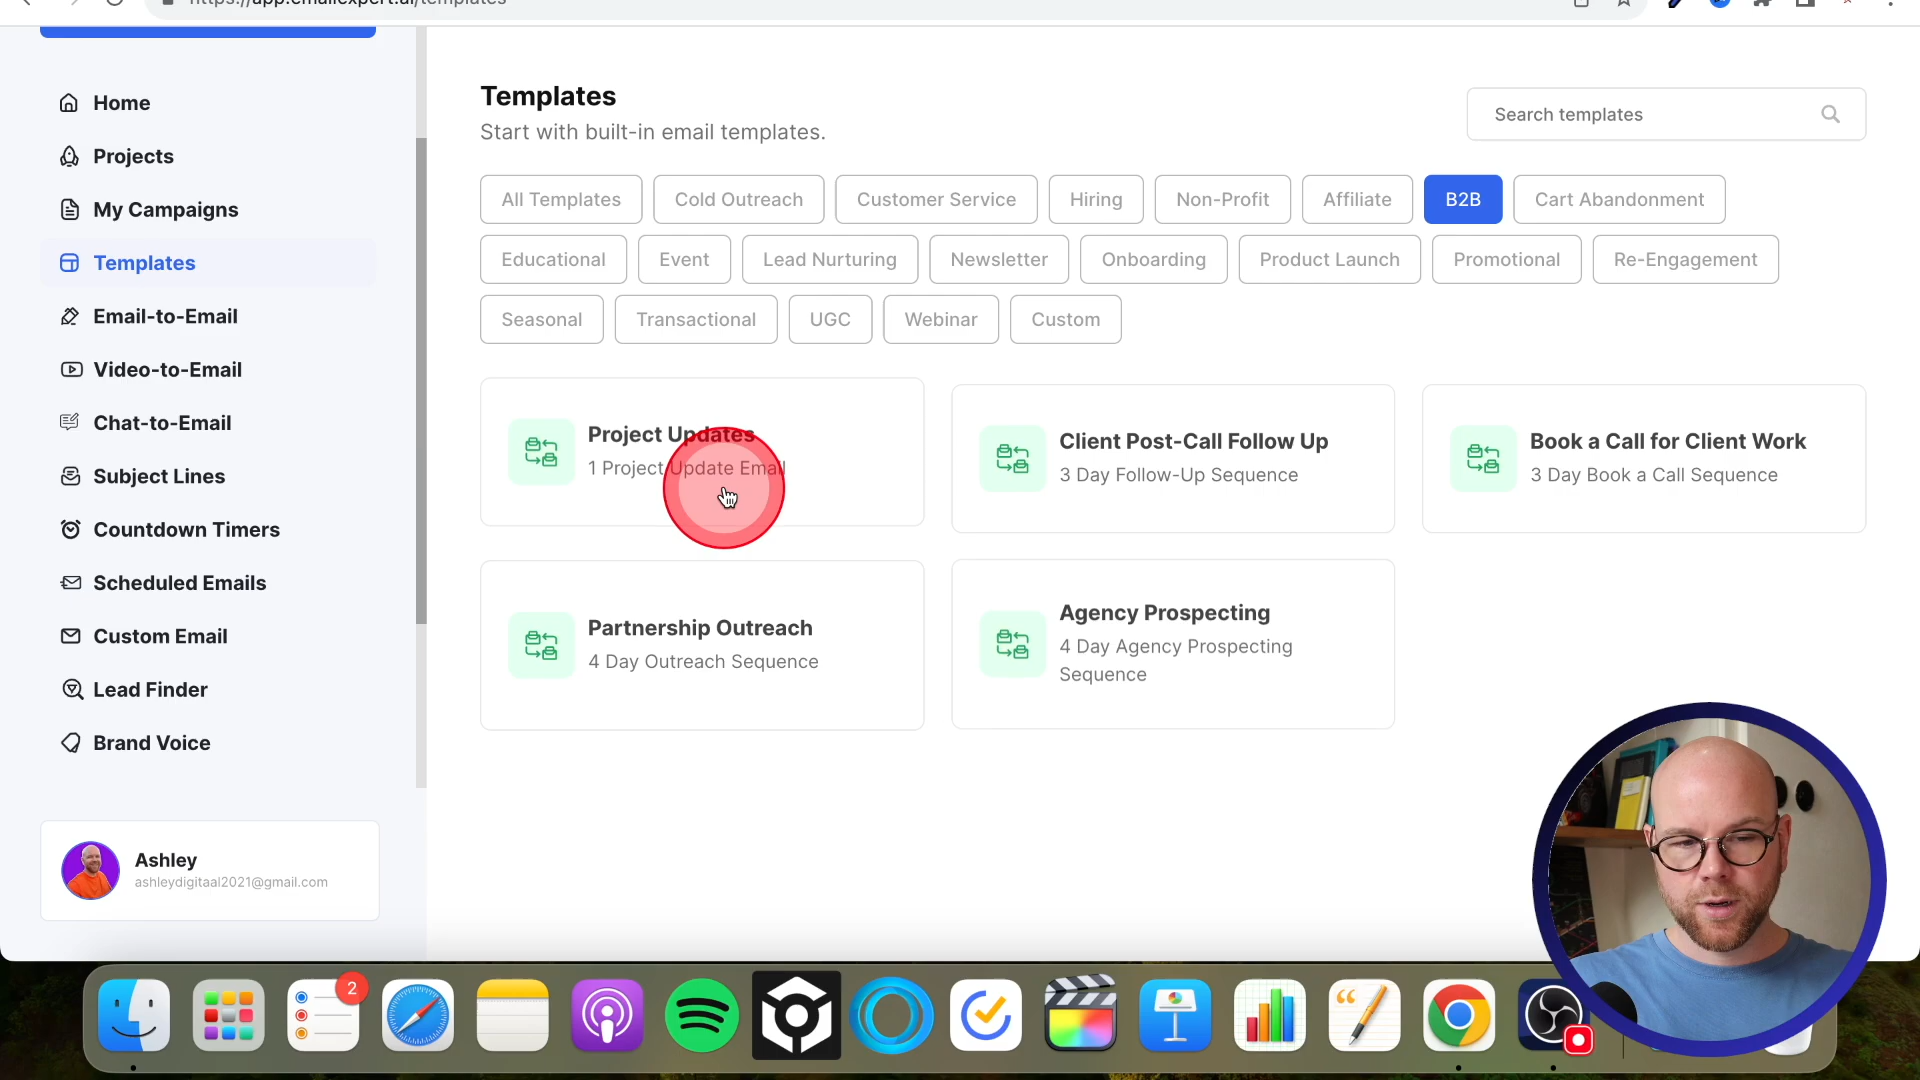 https://app.emailexpert.ai/templates
Home
Projects
My Campaigns
Templates
Email-to-Email
Video-to-Email
Chat-to-Email
Subject Lines
Countdown Timers
Scheduled Emails
Custom Email
Lead Finder
Brand Voice
Ashley
ashleydigitaal2021@gmail.com
Templates
Start with built-in email templates.
Search templates
All Templates
Cold Outreach
Customer Service
Hiring
Non-Profit
Affiliate
B2B
Cart Abandonment
Educational
Event
Lead Nurturing
Newsletter
Onboarding
Product Launch
Promotional
Re-Engagement
Seasonal
Transactional
UGC
Webinar
Custom
Project Updates
1 Project Update Email
Client Post-Call Follow Up
3 Day Follow-Up Sequence
Book a Call for Client Work
3 Day Book a Call Sequence
Partnership Outreach
4 Day Outreach Sequence
Agency Prospecting
4 Day Agency Prospecting
Sequence
2